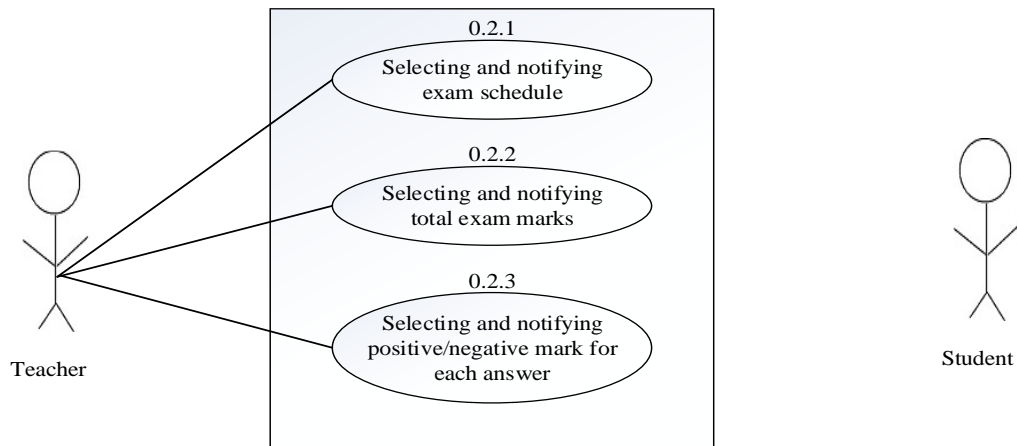 0.2.1
Selecting and notifying
exam schedule
0.2.2
Selecting and notifying
total exam marks
0.2.3
Selecting and notifying
positive/negative mark for
each answer
Teacher
Student